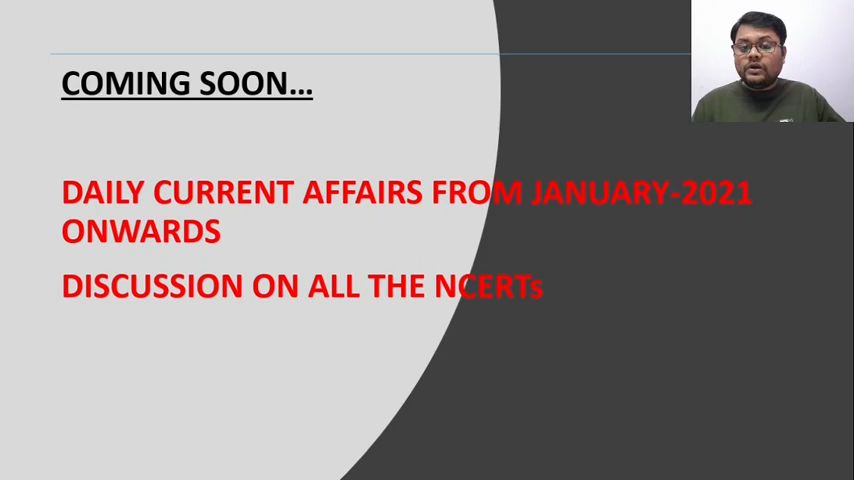 COMING SOON...
DAILY CURRENT AFFAIRS FROM JANUARY-2021
ONWARDS
DISCUSSION ON ALL THE NCERTs